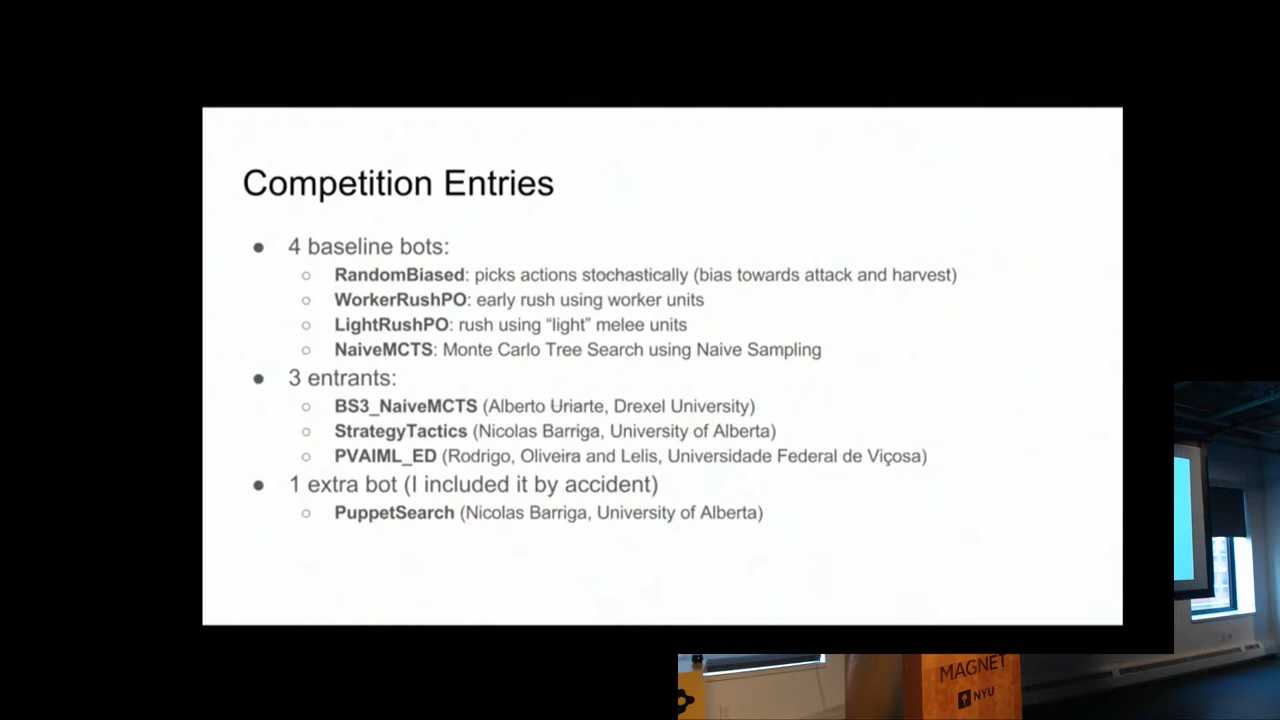 Competition Entries
● 4 baseline bots:
○ RandomBiased: picks actions stochastically (bias towards attack and harvest)
○ WorkerRushPO: early rush using worker units
○ LightRushPO: rush using “light” melee units
○ NaiveMCTS: Monte Carlo Tree Search using Naive Sampling
● 3 entrants:
○ BS3_NaiveMCTS (Alberto Uriarte, Drexel University)
○ StrategyTactics (Nicolas Barriga, University of Alberta)
○ PVAIML_ED (Rodrigo, Oliveira and Lelis, Universidade Federal de Viçosa)
● 1 extra bot (I included it by accident)
○ PuppetSearch (Nicolas Barriga, University of Alberta)
MAGNET
NYU